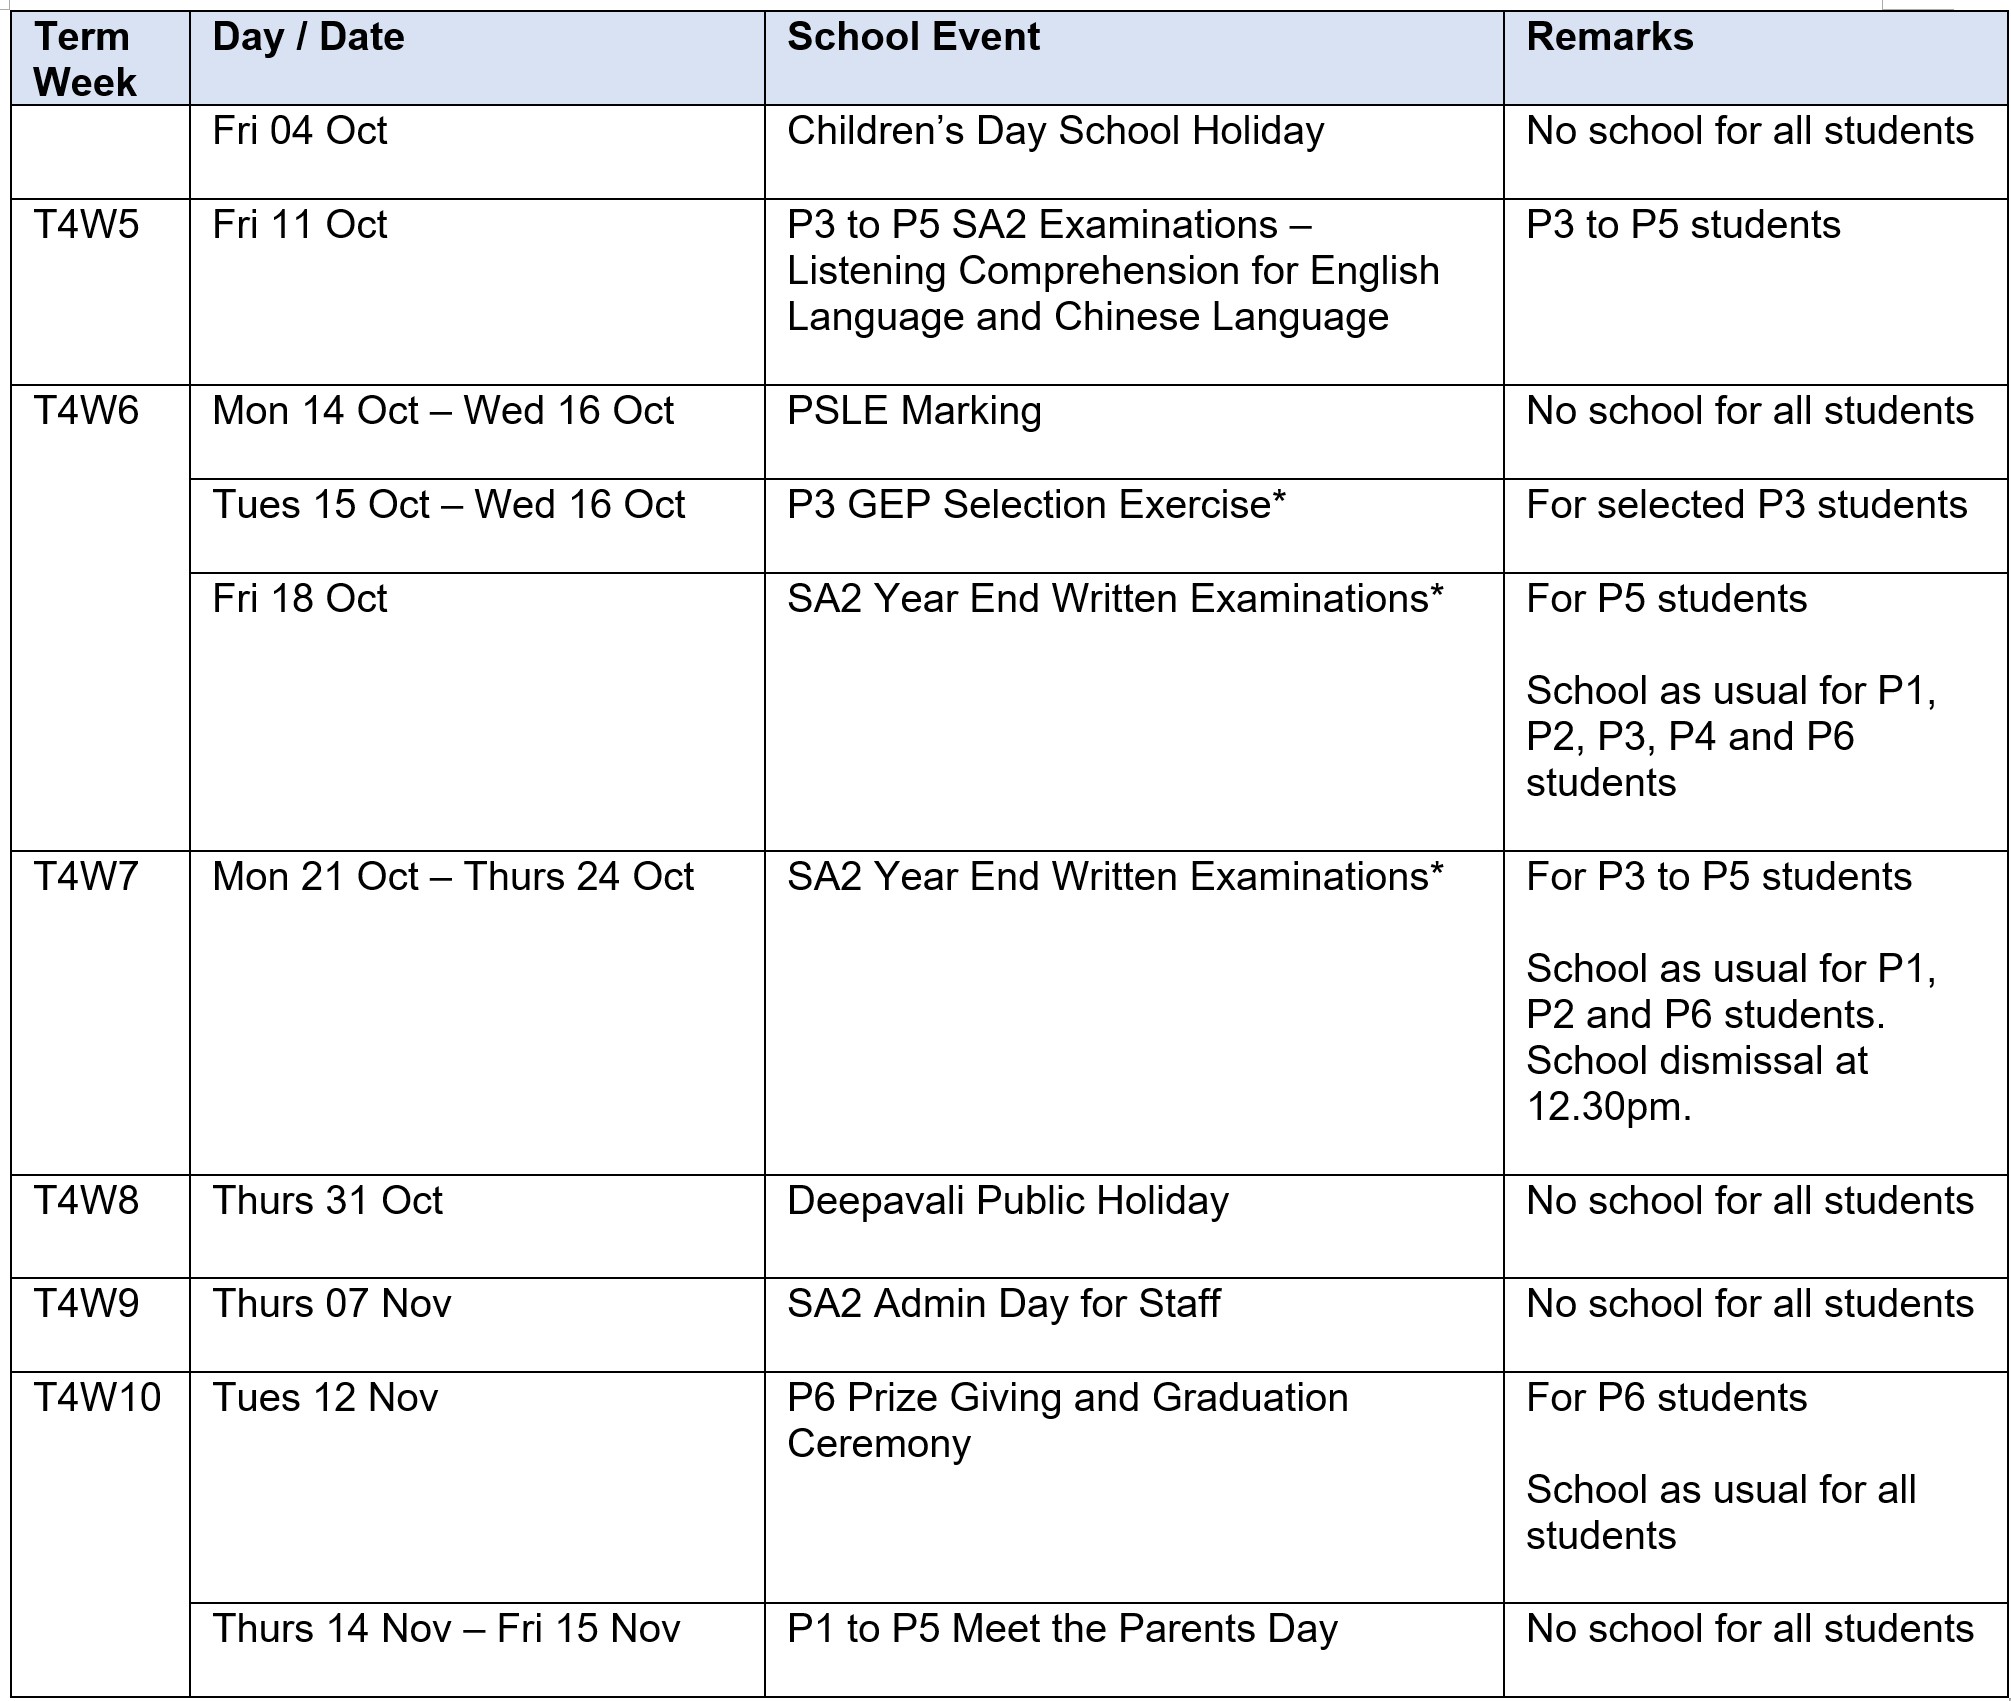 Term
Week
Day / Date
School Event
Remarks
Fri 04 Oct
Children’s Day School Holiday
No school for all students
T4W5
Fri 11 Oct
P3 to P5 SA2 Examinations –
Listening Comprehension for English
Language and Chinese Language
P3 to P5 students
T4W6
Mon 14 Oct – Wed 16 Oct
PSLE Marking
No school for all students
Tues 15 Oct – Wed 16 Oct
P3 GEP Selection Exercise*
For selected P3 students
Fri 18 Oct
SA2 Year End Written Examinations*
For P5 students
School as usual for P1,
P2, P3, P4 and P6
students
T4W7
Mon 21 Oct – Thurs 24 Oct
SA2 Year End Written Examinations*
For P3 to P5 students
School as usual for P1,
P2 and P6 students.
School dismissal at
12.30pm.
T4W8
Thurs 31 Oct
Deepavali Public Holiday
No school for all students
T4W9
Thurs 07 Nov
SA2 Admin Day for Staff
No school for all students
T4W10
Tues 12 Nov
P6 Prize Giving and Graduation
Ceremony
For P6 students
School as usual for all
students
Thurs 14 Nov – Fri 15 Nov
P1 to P5 Meet the Parents Day
No school for all students